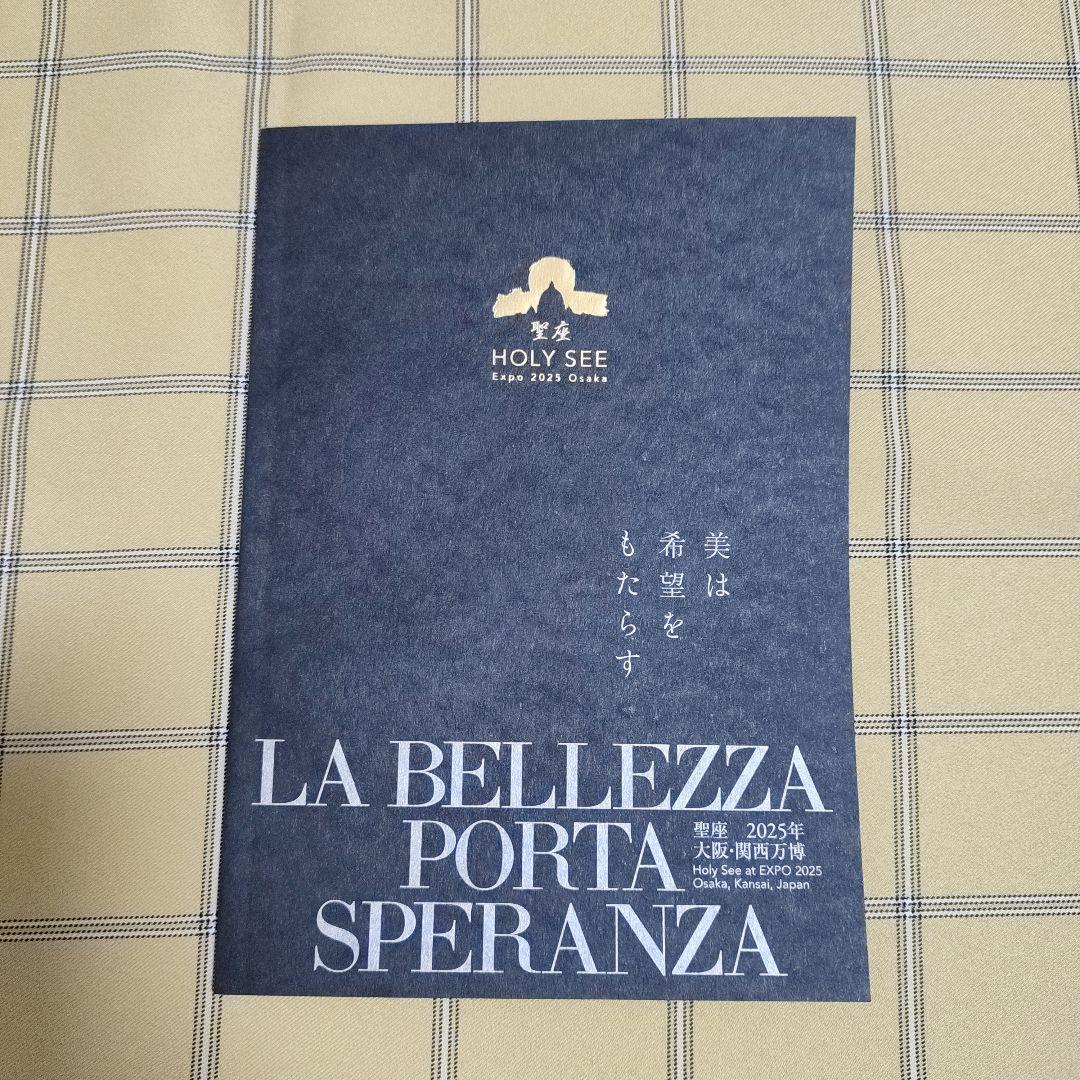 聖座
HOLY SEE
Expo 2025 Osaka
美は
希望を
もたらす
LA BELLEZZA
PORTA
聖座　2025年
大阪・関西万博
Holy See at EXPO 2025
Osaka, Kansai, Japan
SPERANZA